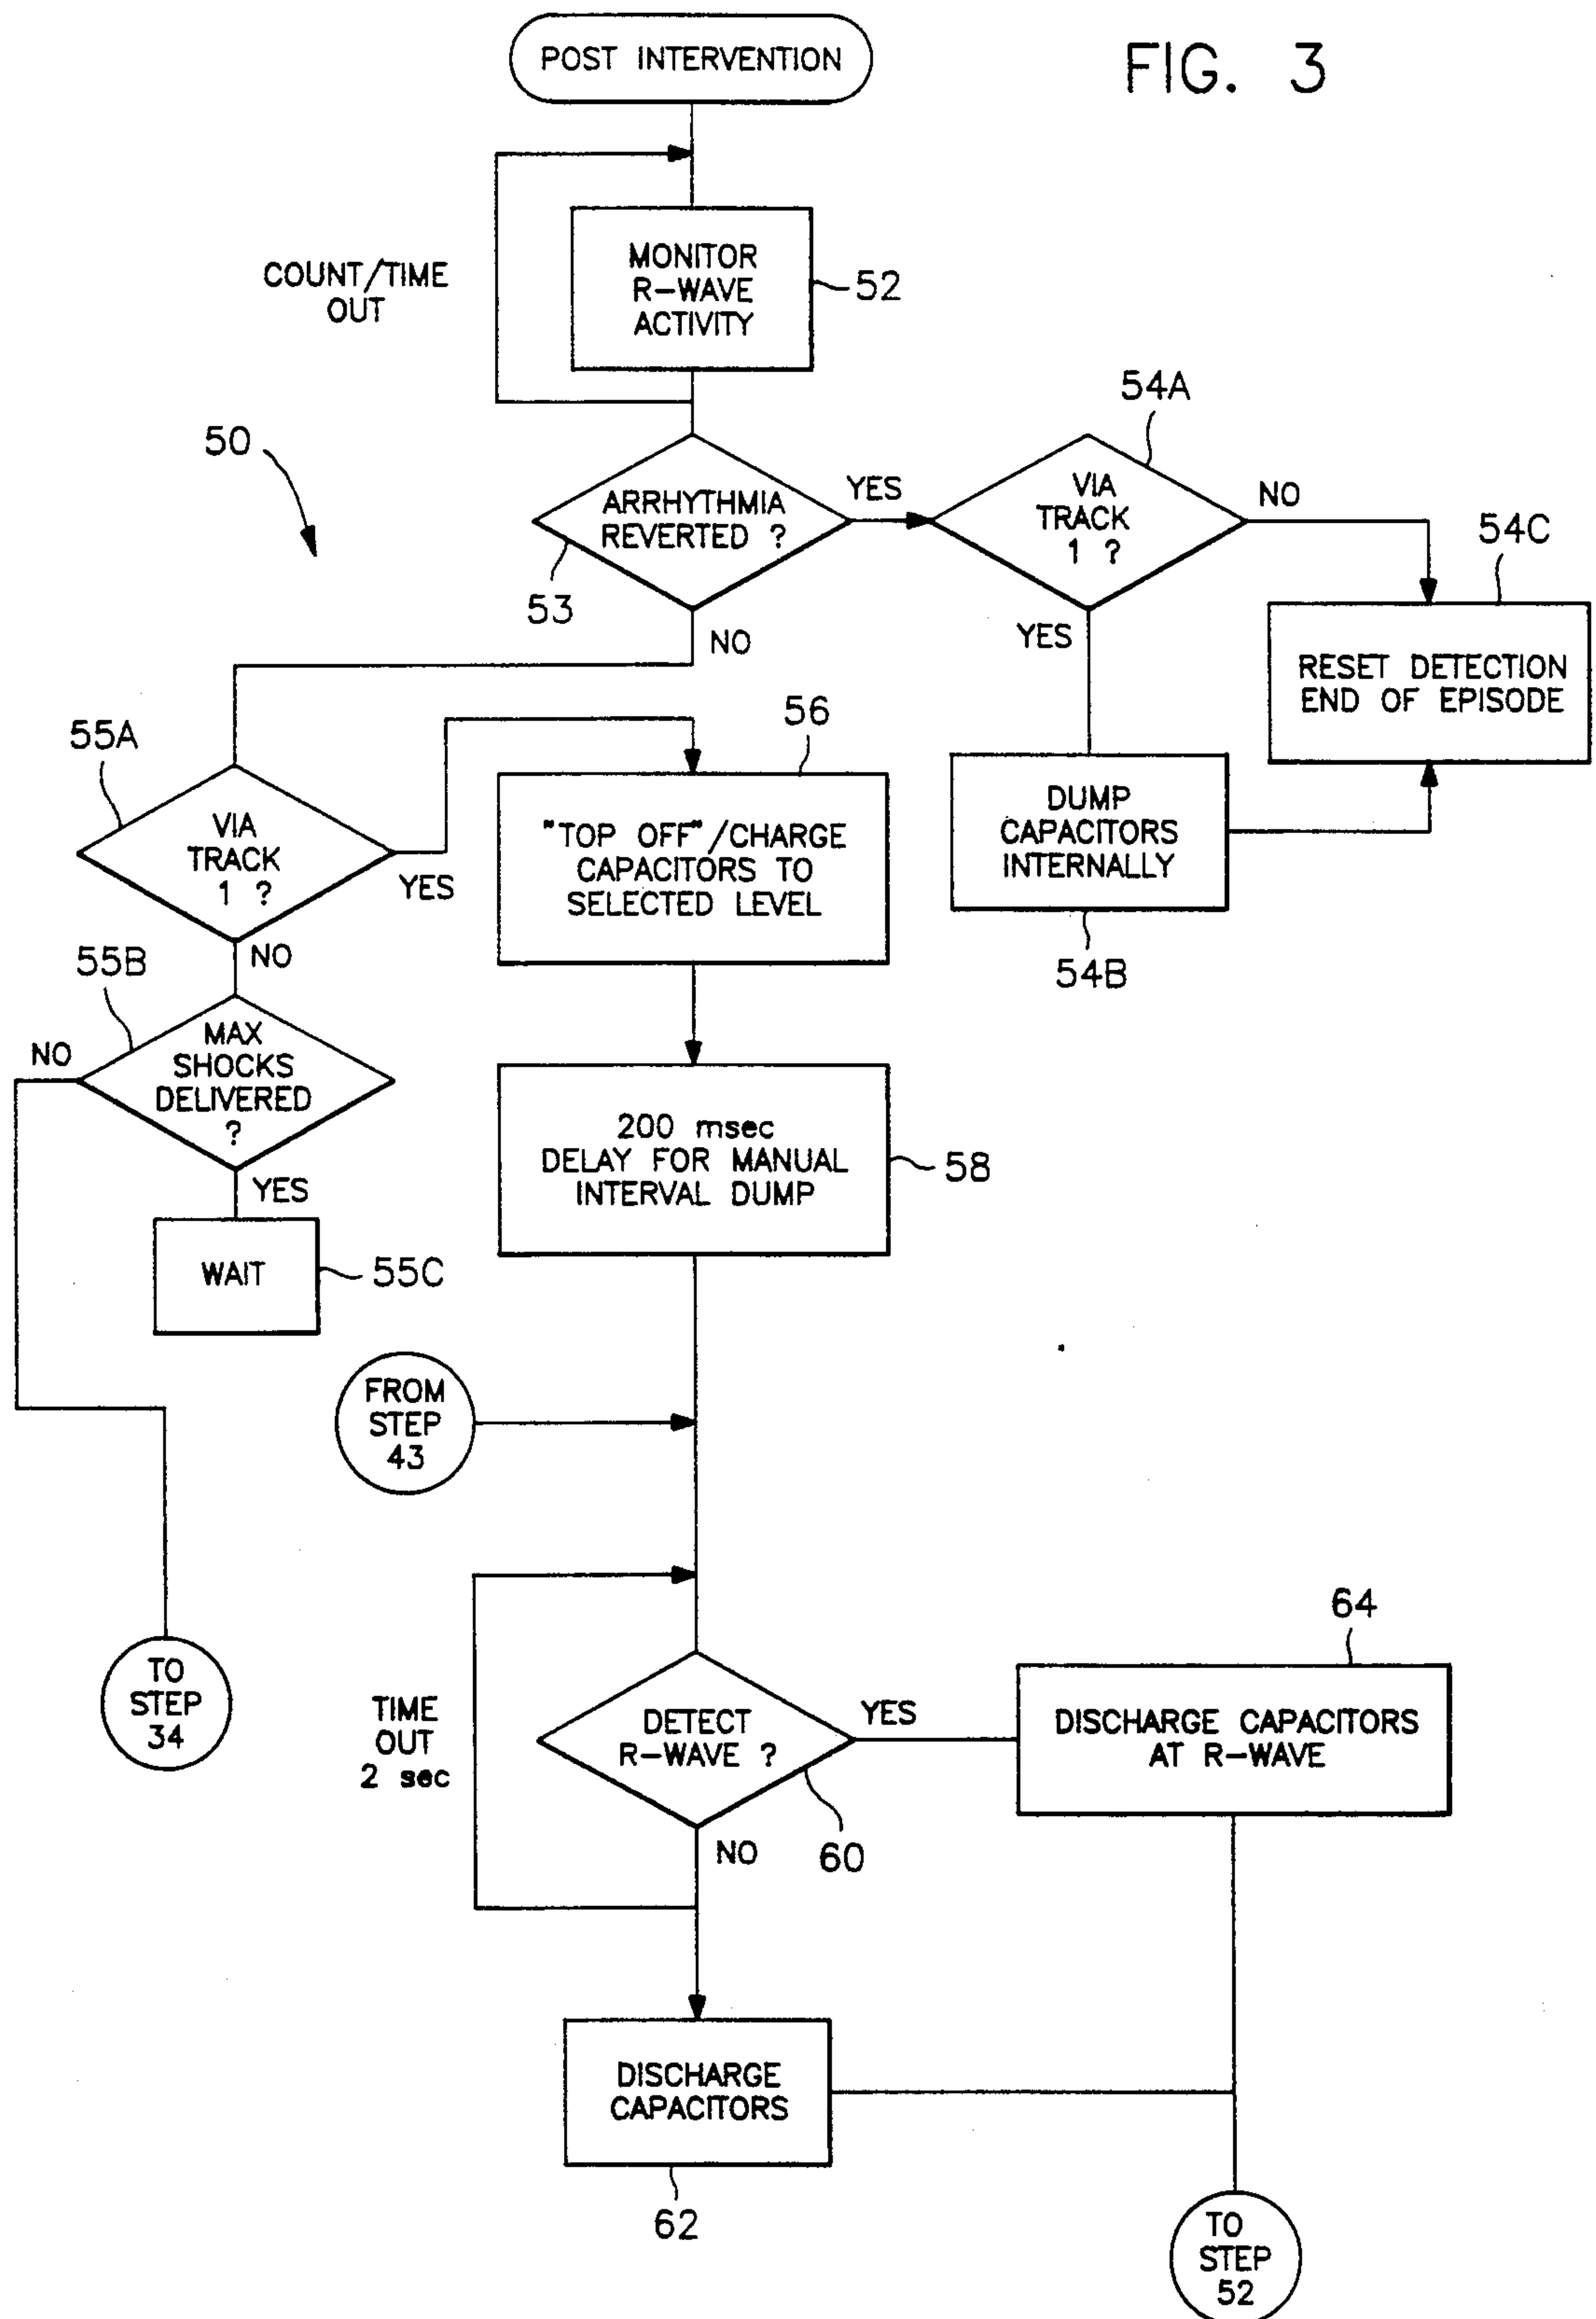 POST INTERVENTION
FIG. 3
COUNT/TIME
OUT
MONITOR
R-WAVE
ACTIVITY
52
50
ARRHYTHMIA
REVERTED ?
53
YES
NO
54A
VIA
TRACK
1 ?
NO
YES
54C
RESET DETECTION
END OF EPISODE
DUMP
CAPACITORS
INTERNALLY
54B
55A
VIA
TRACK
1 ?
YES
NO
56
"TOP OFF"/CHARGE
CAPACITORS TO
SELECTED LEVEL
55B
MAX
SHOCKS
DELIVERED
?
NO
YES
WAIT
55C
200 msec
DELAY FOR MANUAL
INTERVAL DUMP
58
FROM
STEP
43
TO
STEP
34
TIME
OUT
2 sec
DETECT
R-WAVE ?
60
YES
NO
64
DISCHARGE CAPACITORS
AT R-WAVE
DISCHARGE
CAPACITORS
62
TO
STEP
52